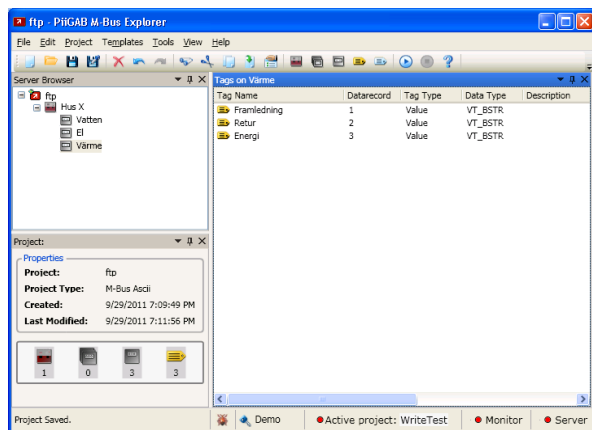 ftp - PiiGAB M-Bus Explorer
File Edit Project Templates Tools View Help
Server Browser
ftp
Hus X
Vatten
El
Värme
Tags on Värme
Tag Name Datarecord Tag Type Data Type Description
Framledning 1 Value VT_BSTR
Retur 2 Value VT_BSTR
Energi 3 Value VT_BSTR
Project:
Properties
Project: ftp
Project Type: M-Bus Ascii
Created: 9/29/2011 7:09:49 PM
Last Modified: 9/29/2011 7:11:56 PM
1 0 3 3
Project Saved. Demo Active project: WriteTest Monitor Server